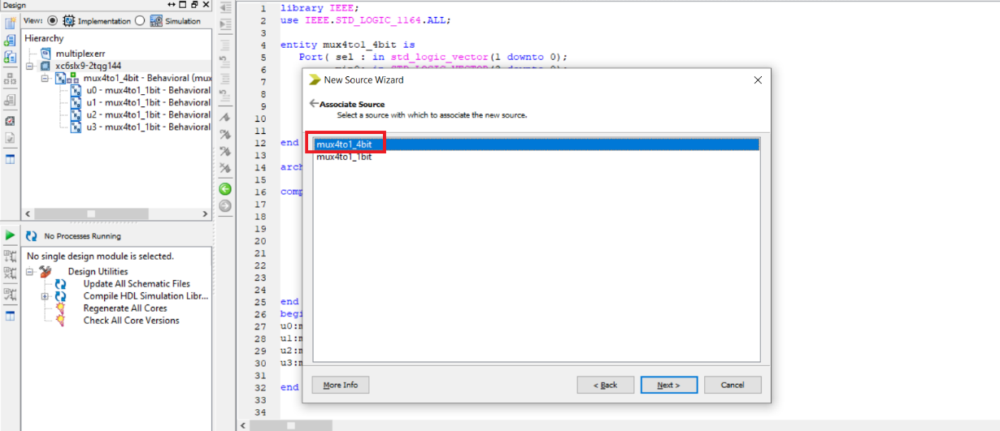 Design
View: Implementation Simulation
Hierarchy
multiplexerr
xc6slx9-2tqg144
mux4to1_4bit - Behavioral (mux
u0 - mux4to1_1bit - Behavioral
u1 - mux4to1_1bit - Behavioral
u2 - mux4to1_1bit - Behavioral
u3 - mux4to1_1bit - Behavioral
No Processes Running
No single design module is selected.
Design Utilities
Update All Schematic Files
Compile HDL Simulation Libr...
Regenerate All Cores
Check All Core Versions
1 library IEEE;
2 use IEEE.STD_LOGIC_1164.ALL;
3
4 entity mux4to1_4bit is
5 Port( sel : in std_logic_vector(1 downto 0);
6
7
8
9
10
11
12 end
13
14 arch
15
16 comp
17
18
19
20
21
22
23
24
25 end
26 begi
27 u0:m
28 u1:m
29 u2:m
30 u3:m
31
32 end
33
34
New Source Wizard
Associate Source
Select a source with which to associate the new source.
mux4to1_4bit
mux4to1_1bit
More Info
< Back
Next >
Cancel